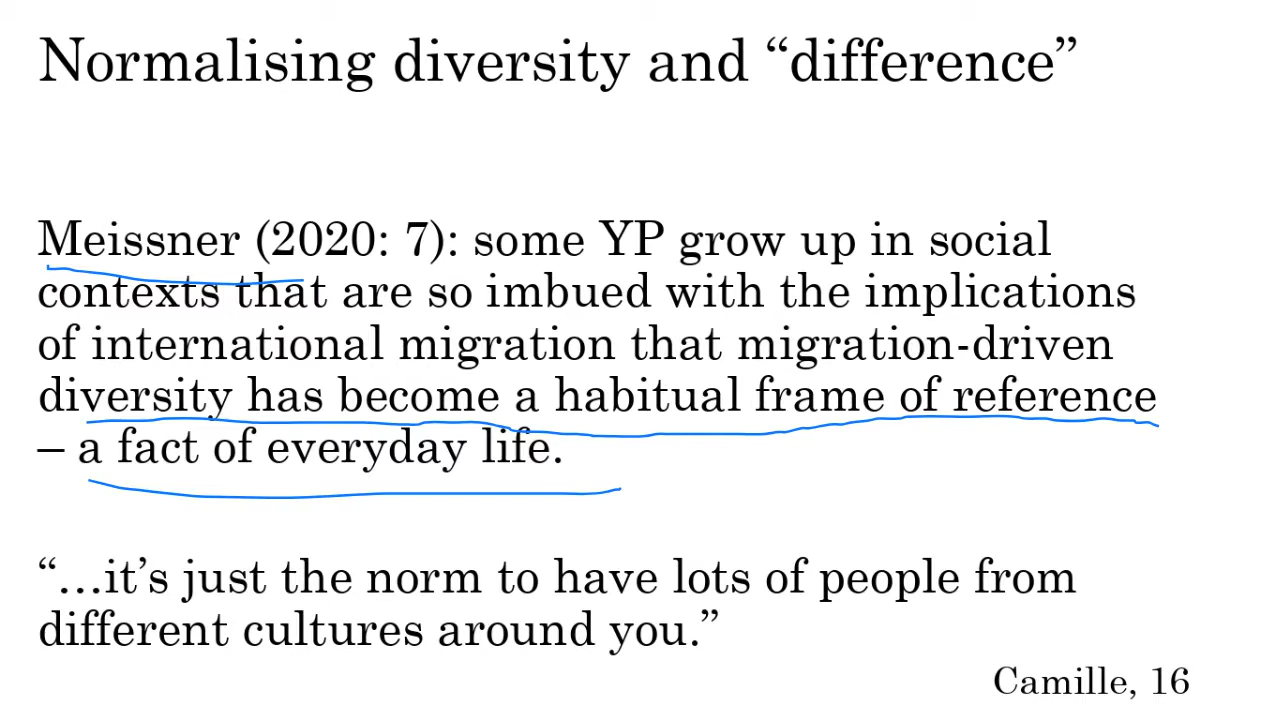 Normalising diversity and “difference”
Meissner (2020: 7): some YP grow up in social
contexts that are so imbued with the implications
of international migration that migration-driven
diversity has become a habitual frame of reference
– a fact of everyday life.
“…it’s just the norm to have lots of people from
different cultures around you.”
Camille, 16